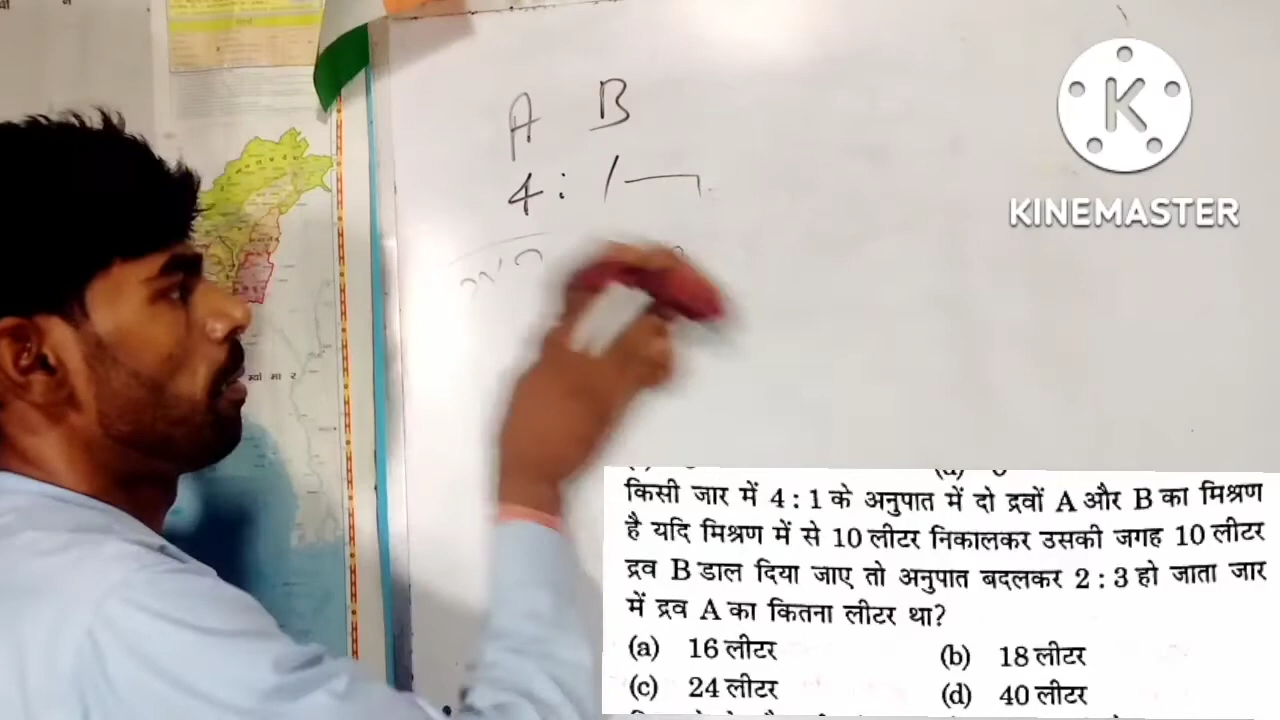 A B
4 : 1
KINEMASTER
म्यां मा र
किसी जार में 4 : 1 के अनुपात में दो द्रवों A और B का मिश्रण
है यदि मिश्रण में से 10 लीटर निकालकर उसकी जगह 10 लीटर
द्रव B डाल दिया जाए तो अनुपात बदलकर 2 : 3 हो जाता जार
में द्रव A का कितना लीटर था?
(a) 16 लीटर (b) 18 लीटर
(c) 24 लीटर (d) 40 लीटर